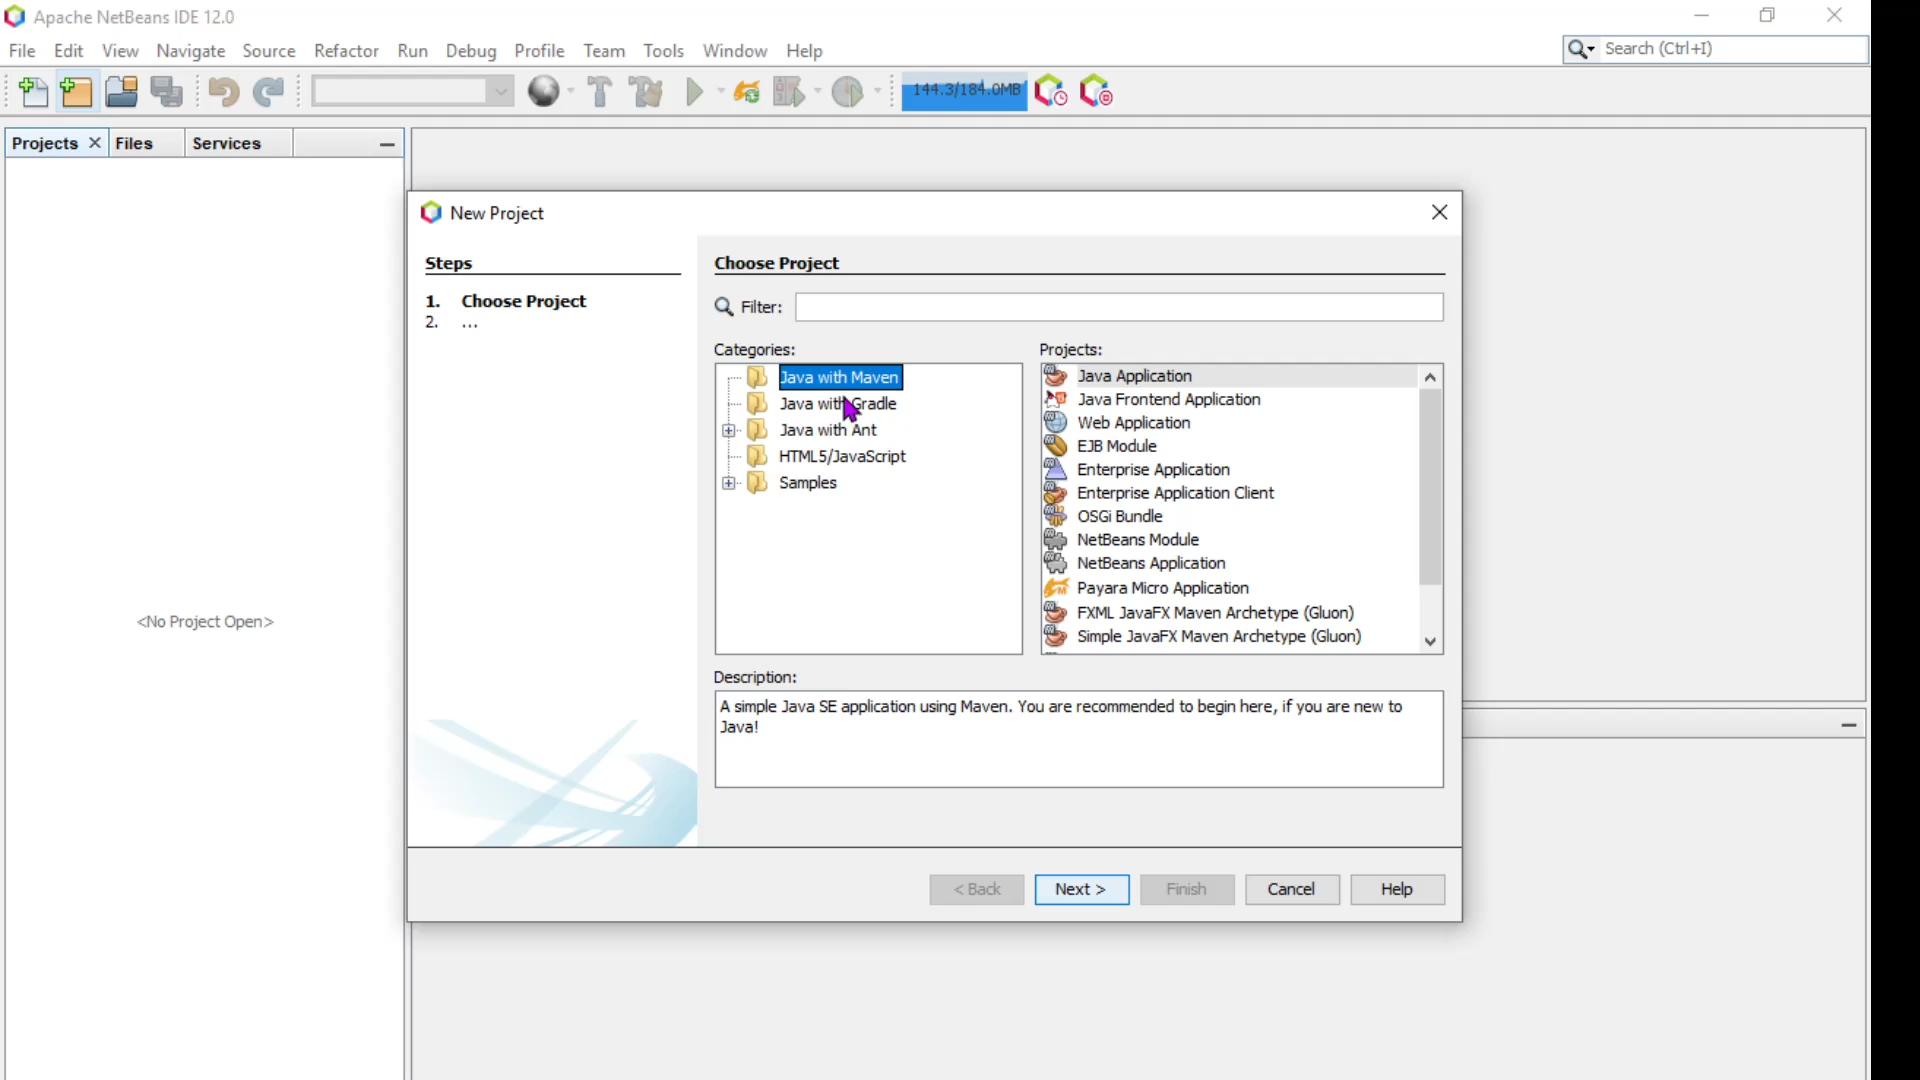 Apache NetBeans IDE 12.0
File Edit View Navigate Source Refactor Run Debug Profile Team Tools Window Help
Search (Ctrl+I)
144.3/184.0MB
Projects Files Services
<No Project Open>
New Project
Steps
1. Choose Project
2. ...
Choose Project
Filter:
Categories:
Java with Maven
Java with Gradle
Java with Ant
HTML5/JavaScript
Samples
Projects:
Java Application
Java Frontend Application
Web Application
EJB Module
Enterprise Application
Enterprise Application Client
OSGi Bundle
NetBeans Module
NetBeans Application
Payara Micro Application
FXML JavaFX Maven Archetype (Gluon)
Simple JavaFX Maven Archetype (Gluon)
Description:
A simple Java SE application using Maven. You are recommended to begin here, if you are new to
Java!
< Back Next > Finish Cancel Help